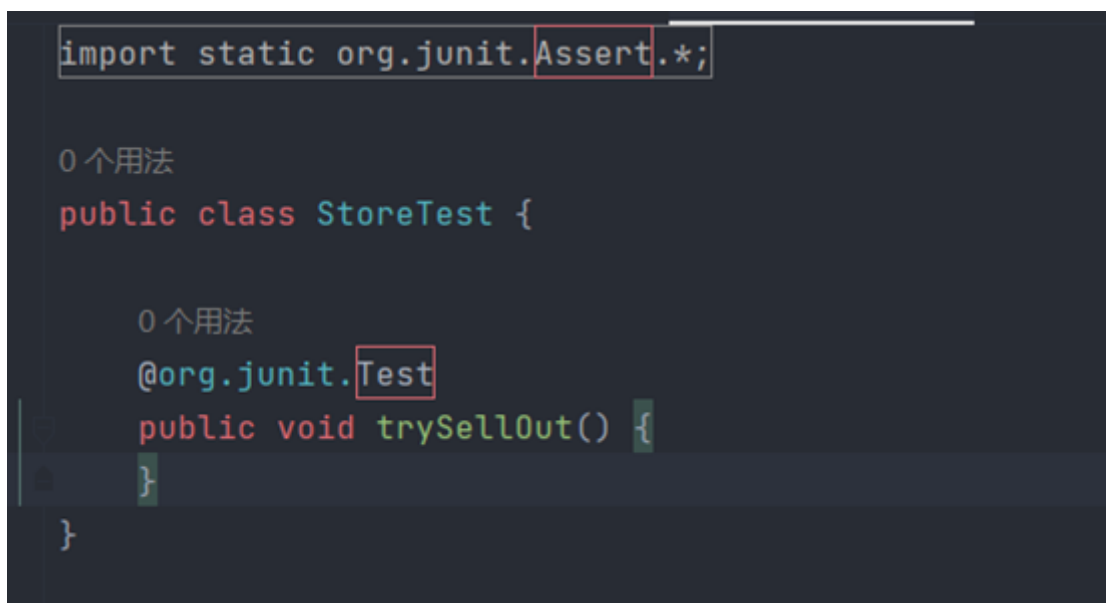 import static org.junit.Assert.*;
0 个用法
public class StoreTest {
0 个用法
@org.junit.Test
public void trySellOut() {
}
}